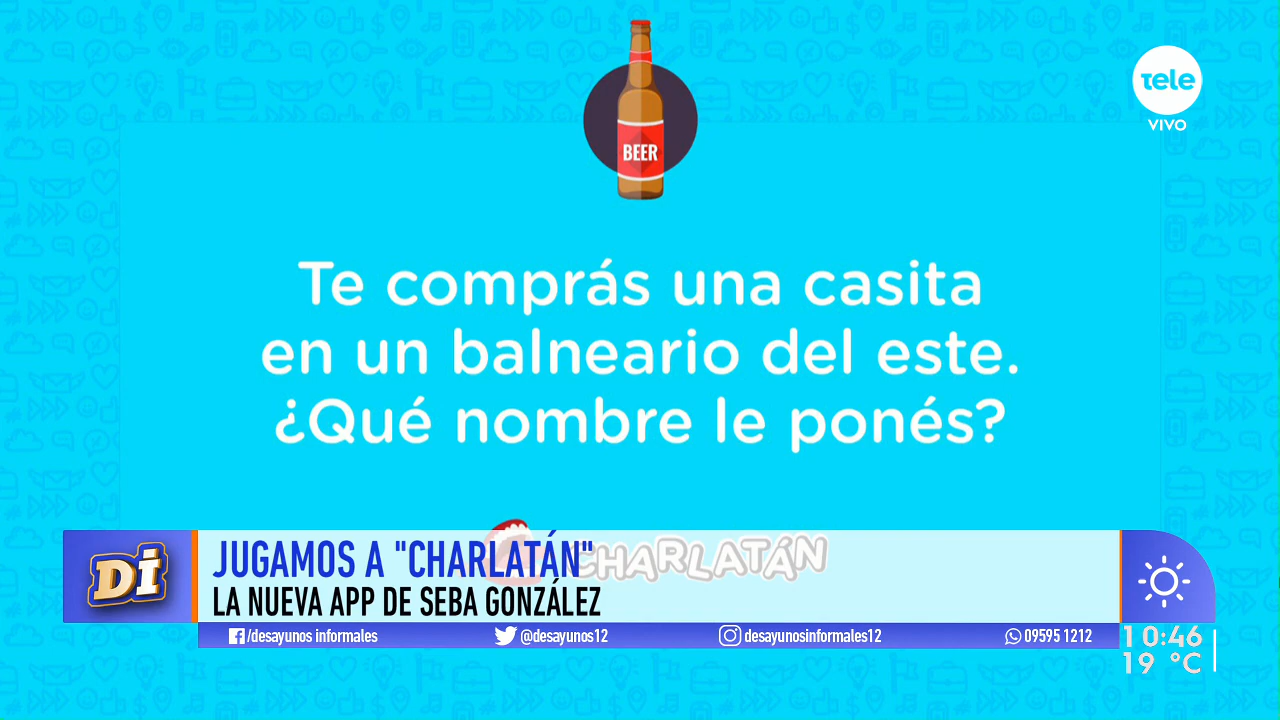 BEER
tele
VIVO
Te comprás una casita
en un balneario del este.
¿Qué nombre le ponés?
CHARLATÁN
Di
JUGAMOS A "CHARLATÁN"
LA NUEVA APP DE SEBA GONZÁLEZ
/desayunos informales
@desayunos12
desayunosinformales12
09595 1212
10:46
19 °C